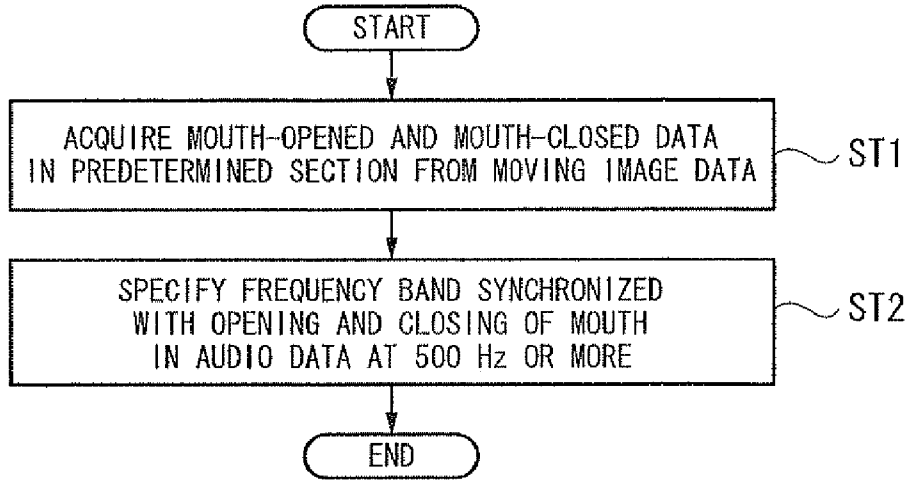 START
ACQUIRE MOUTH-OPENED AND MOUTH-CLOSED DATA
IN PREDETERMINED SECTION FROM MOVING IMAGE DATA
ST1
SPECIFY FREQUENCY BAND SYNCHRONIZED
WITH OPENING AND CLOSING OF MOUTH
IN AUDIO DATA AT 500 Hz OR MORE
ST2
END